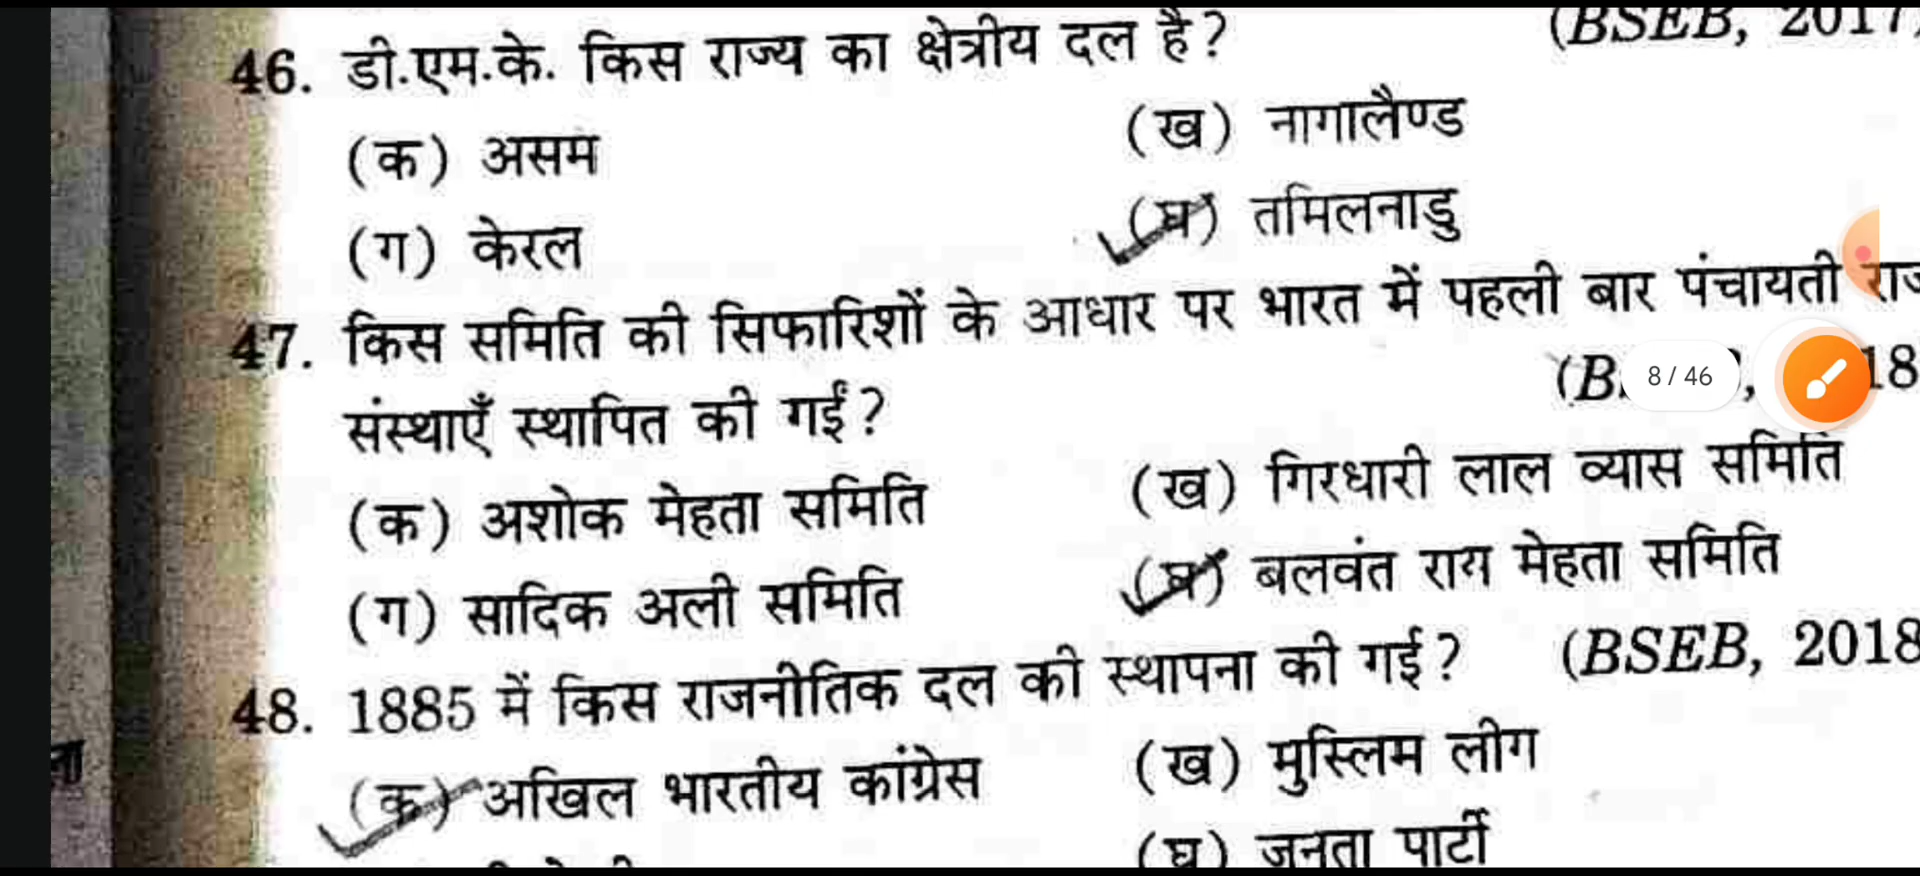 46. डी.एम.के. किस राज्य का क्षेत्रीय दल है? (BSEB, 2017,
(क) असम (ख) नागालैण्ड
(ग) केरल (घ) तमिलनाडु
47. किस समिति की सिफारिशों के आधार पर भारत में पहली बार पंचायती
संस्थाएँ स्थापित की गईं?
8 / 46
(क) अशोक मेहता समिति (ख) गिरधारी लाल व्यास समिति
(ग) सादिक अली समिति (घ) बलवंत राय मेहता समिति
48. 1885 में किस राजनीतिक दल की स्थापना की गई? (BSEB, 2018
(क) अखिल भारतीय कांग्रेस (ख) मुस्लिम लीग
(घ) जनता पार्टी